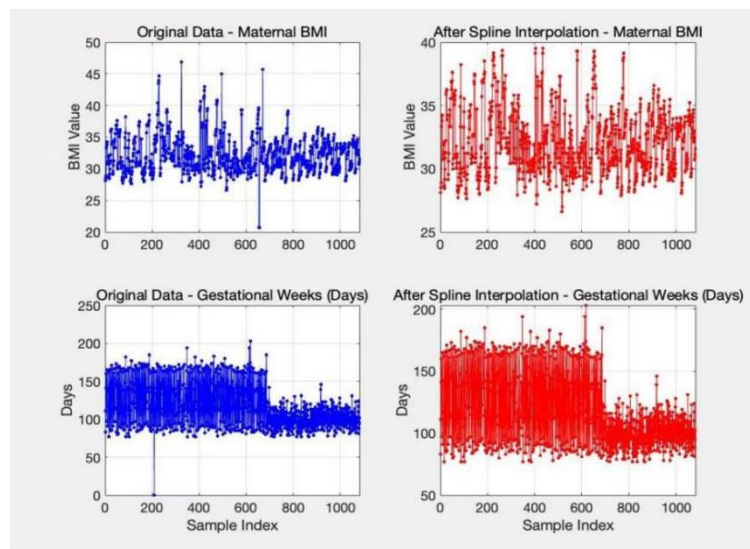 Original Data - Maternal BMI
BMI Value
50
45
40
35
30
25
20
0 200 400 600 800 1000
After Spline Interpolation - Maternal BMI
BMI Value
40
35
30
25
0 200 400 600 800 1000
Original Data - Gestational Weeks (Days)
Days
250
200
150
100
50
0
0 200 400 600 800 1000
Sample Index
After Spline Interpolation - Gestational Weeks (Days)
Days
200
150
100
50
0 200 400 600 800 1000
Sample Index